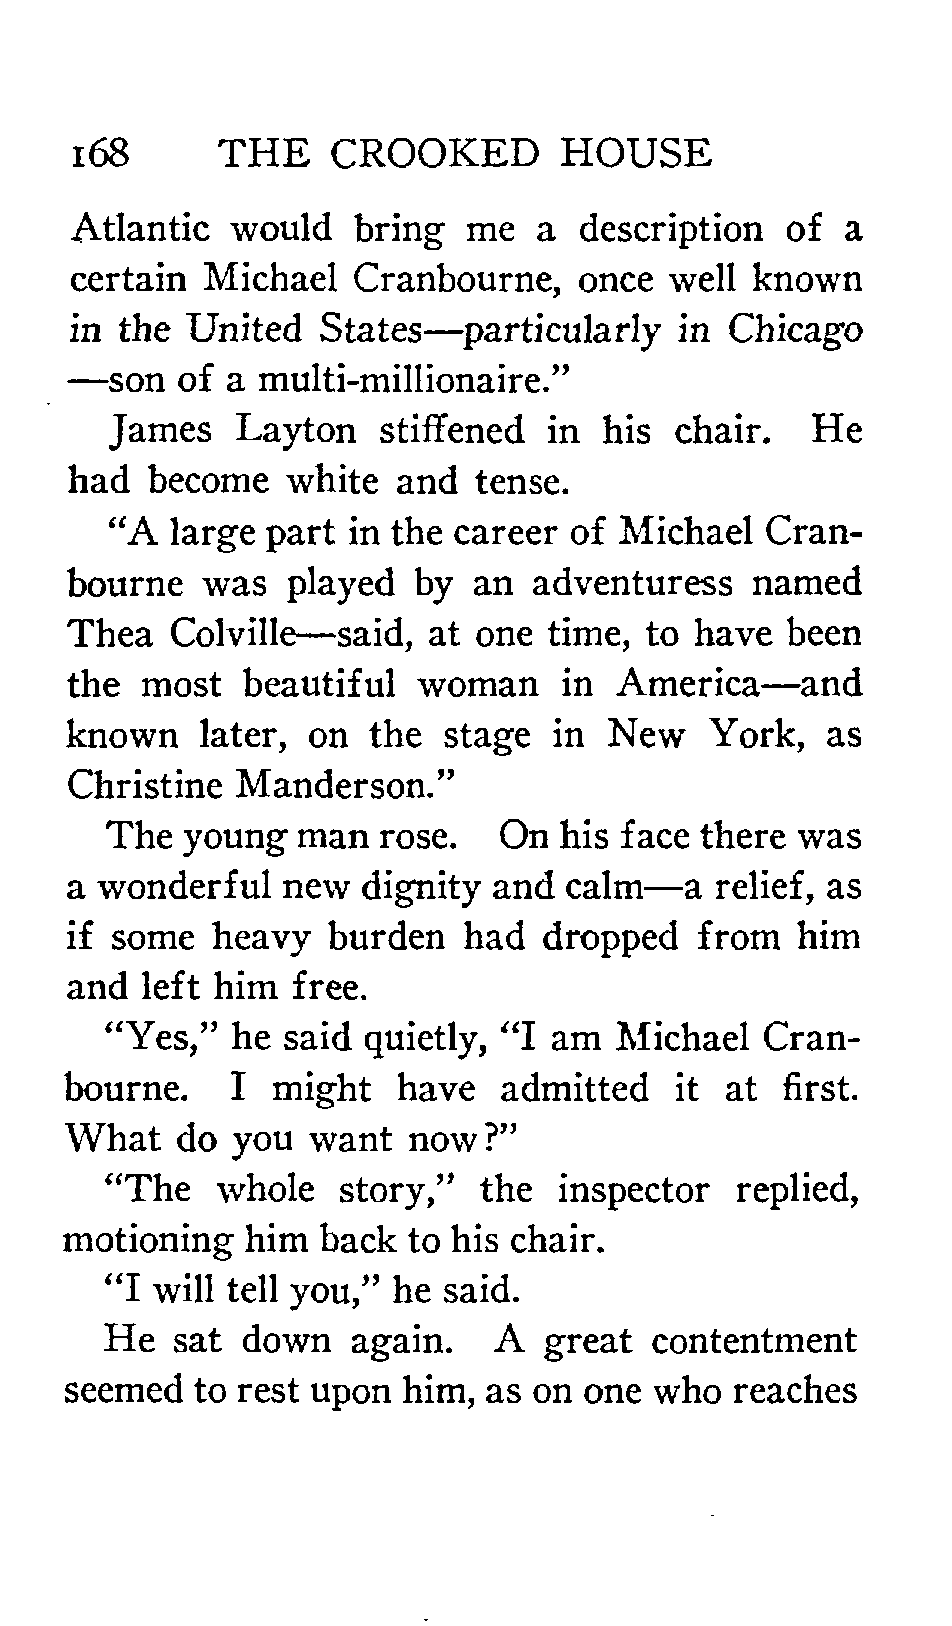 168 THE CROOKED HOUSE
Atlantic would bring me a description of a
certain Michael Cranbourne, once well known
in the United States—particularly in Chicago
—son of a multi-millionaire."
James Layton stiffened in his chair. He
had become white and tense.
"A large part in the career of Michael Cran-
bourne was played by an adventuress named
Thea Colville—said, at one time, to have been
the most beautiful woman in America—and
known later, on the stage in New York, as
Christine Manderson."
The young man rose. On his face there was
a wonderful new dignity and calm—a relief, as
if some heavy burden had dropped from him
and left him free.
"Yes," he said quietly, "I am Michael Cran-
bourne. I might have admitted it at first.
What do you want now?"
"The whole story," the inspector replied,
motioning him back to his chair.
"I will tell you," he said.
He sat down again. A great contentment
seemed to rest upon him, as on one who reaches